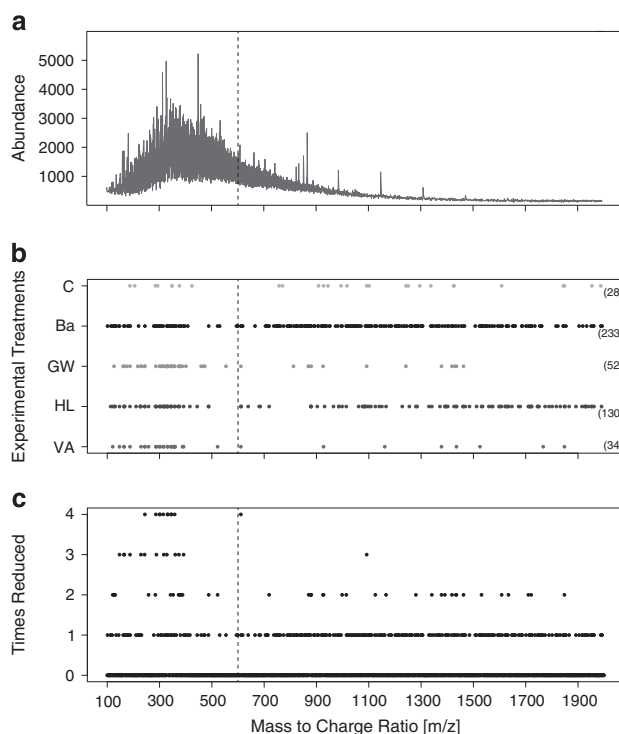 a
Abundance
5000
4000
3000
2000
1000
b
Experimental Treatments
C
(28
Ba
(233
GW
(52
HL
(130
VA
(34
c
Times Reduced
4
3
2
1
0
100 300 500 700 900 1100 1300 1500 1700 1900
Mass to Charge Ratio [m/z]